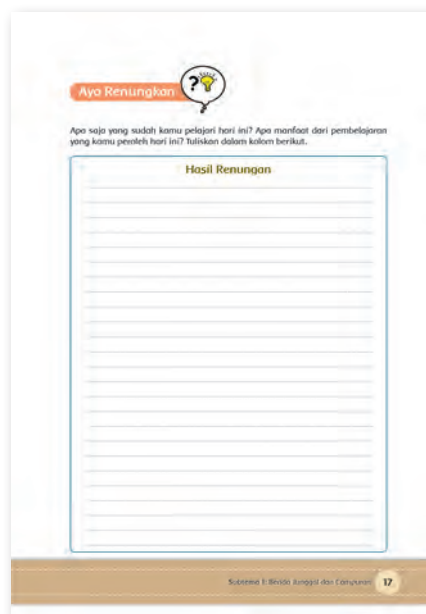 Ayo Renungkan
?
Apa saja yang sudah kamu pelajari hari ini? Apa manfaat dari pembelajaran
yang kamu peroleh hari ini? Tuliskan dalam kolom berikut.
Hasil Renungan
Subtema 1: Benda Tunggal dan Campuran
17